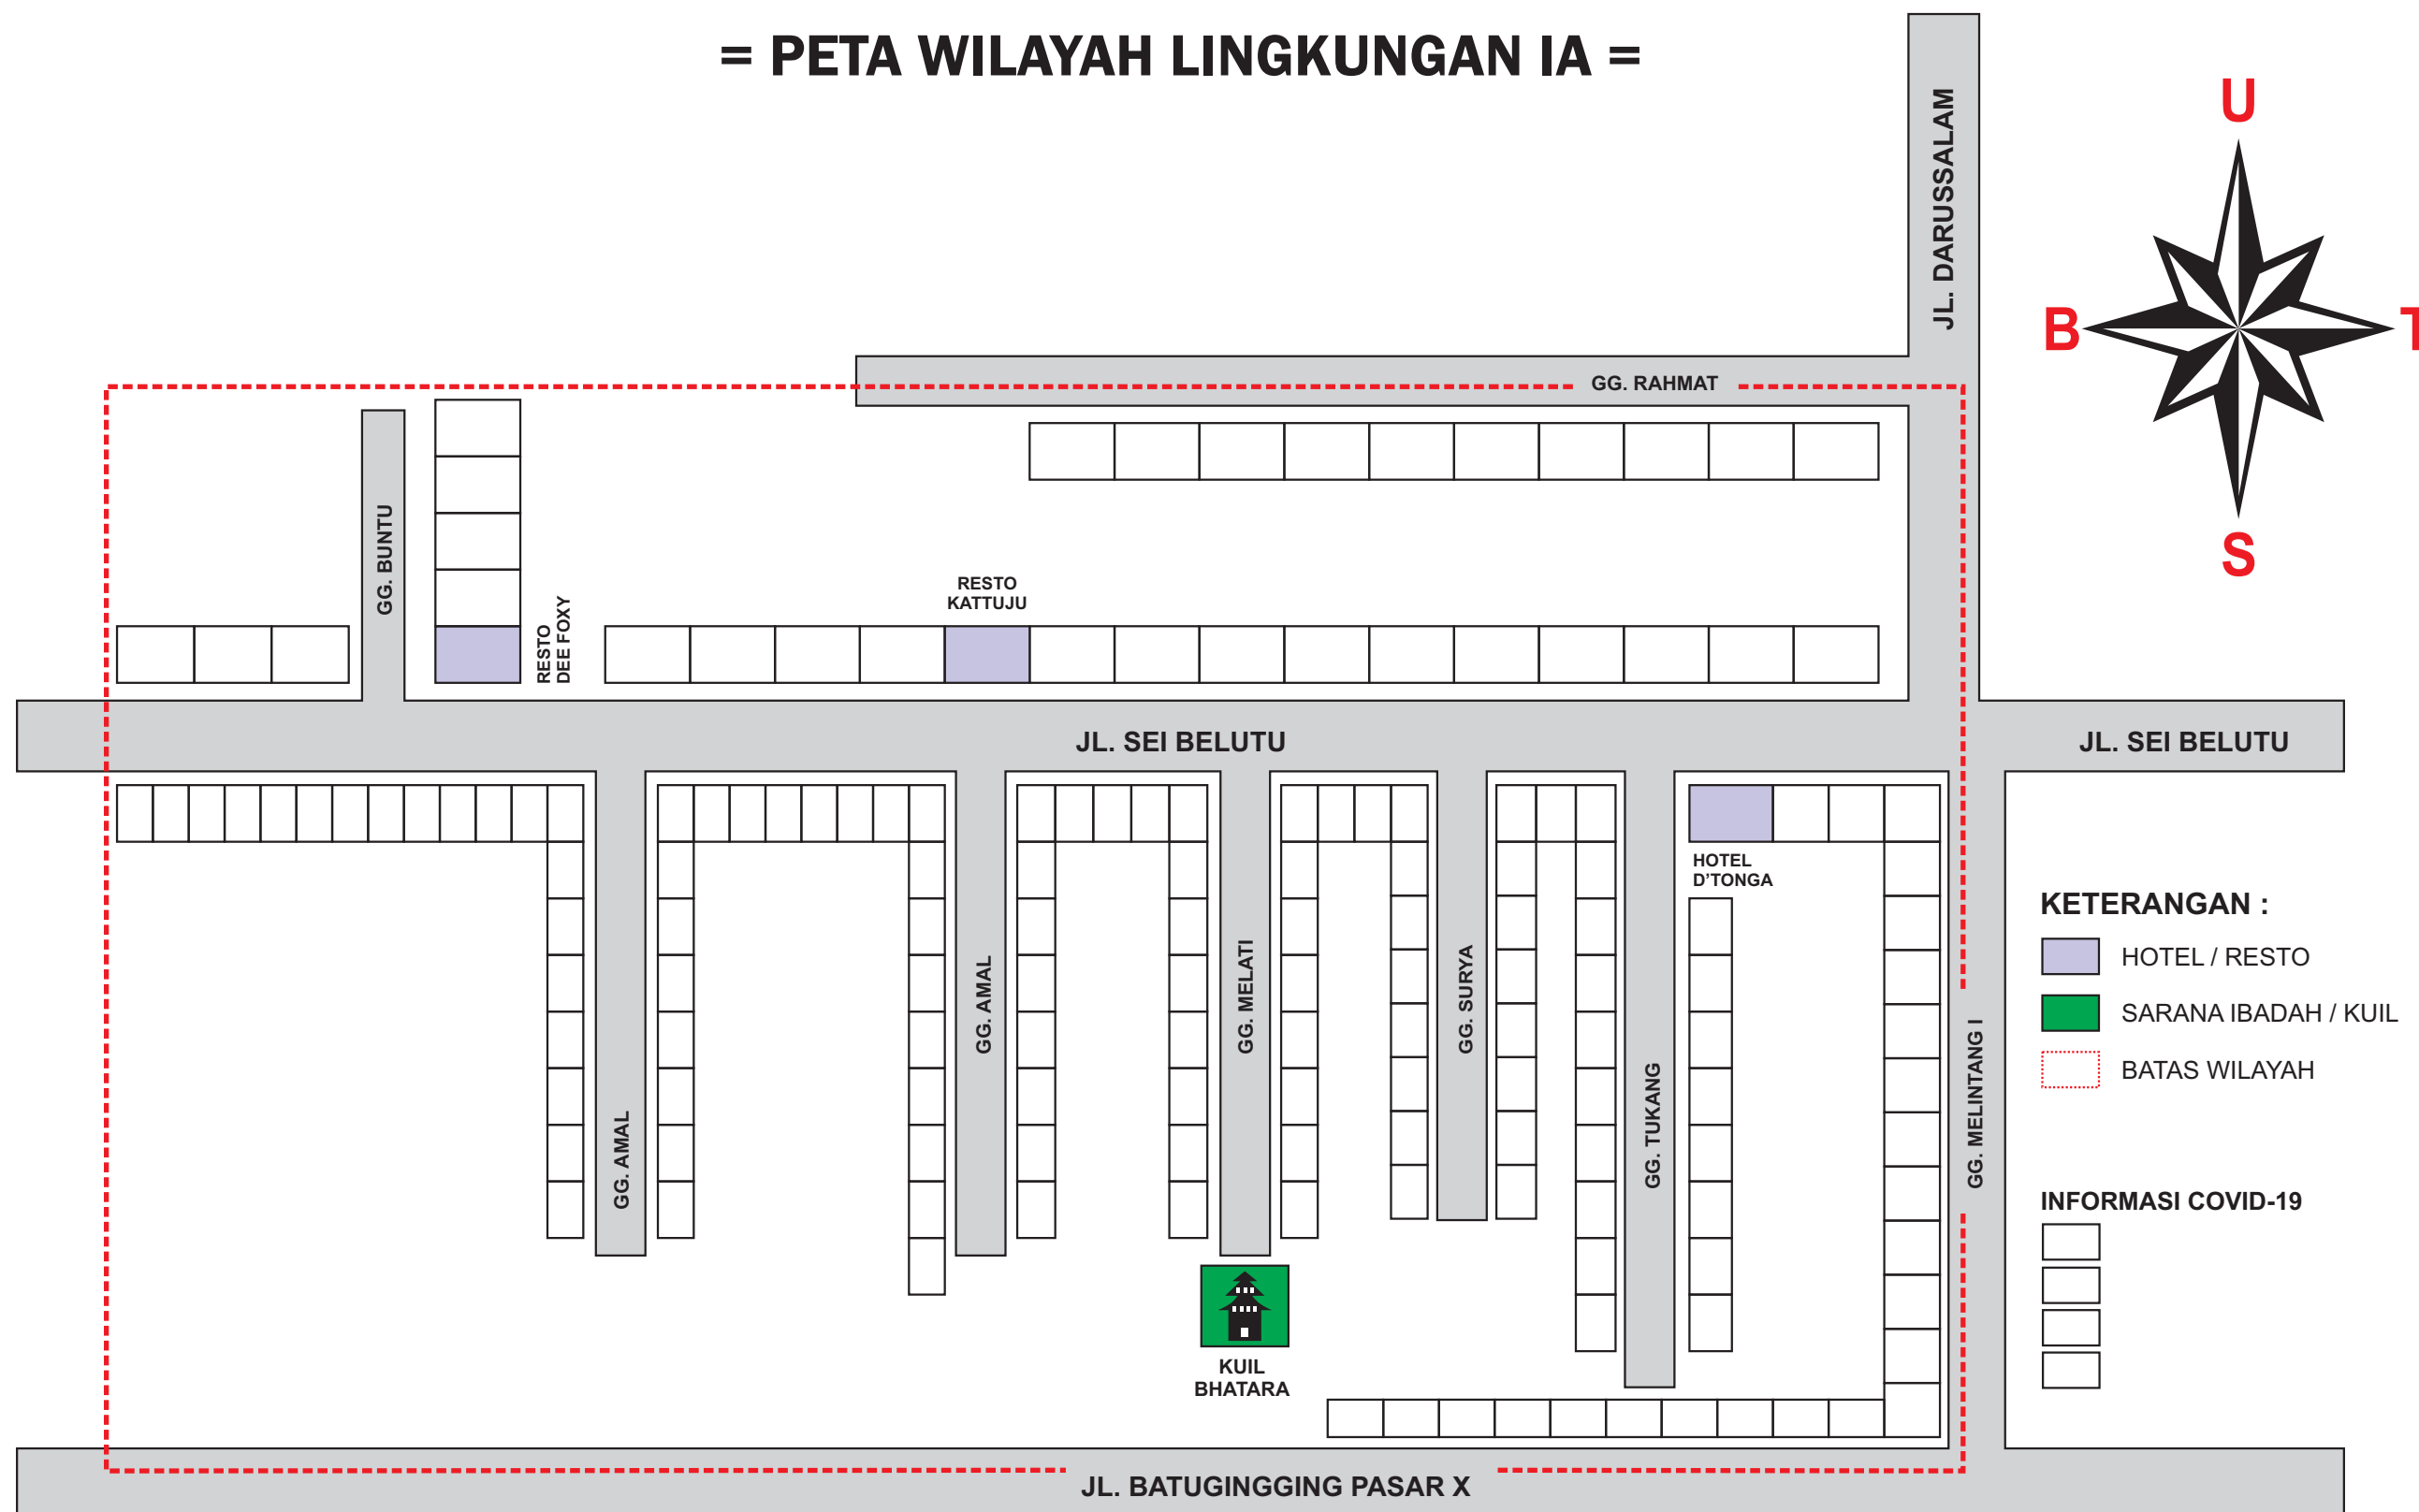 = PETA WILAYAH LINGKUNGAN IA =
JL. DARUSSALAM
U
B
T
S
GG. RAHMAT
GG. BUNTU
RESTO
DEE FOXY
RESTO
KATTUJU
JL. SEI BELUTU
JL. SEI BELUTU
HOTEL
D'TONGA
GG. AMAL
GG. AMAL
GG. MELATI
GG. SURYA
GG. TUKANG
GG. MELINTANG I
KUIL
BHATARA
JL. BATUGINGGING PASAR X
KETERANGAN :
HOTEL / RESTO
SARANA IBADAH / KUIL
BATAS WILAYAH
INFORMASI COVID-19